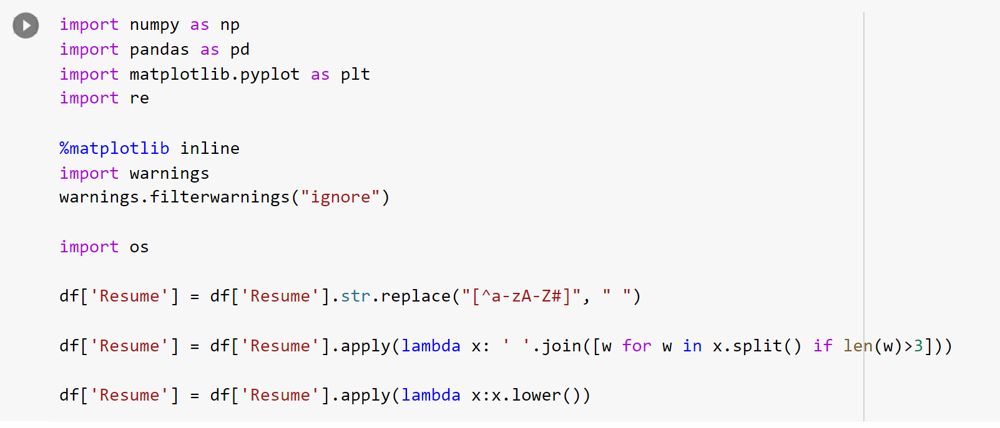 import numpy as np
import pandas as pd
import matplotlib.pyplot as plt
import re
%matplotlib inline
import warnings
warnings.filterwarnings("ignore")
import os
df['Resume'] = df['Resume'].str.replace("[^a-zA-Z#]", " ")
df['Resume'] = df['Resume'].apply(lambda x: ' '.join([w for w in x.split() if len(w)>3]))
df['Resume'] = df['Resume'].apply(lambda x:x.lower())